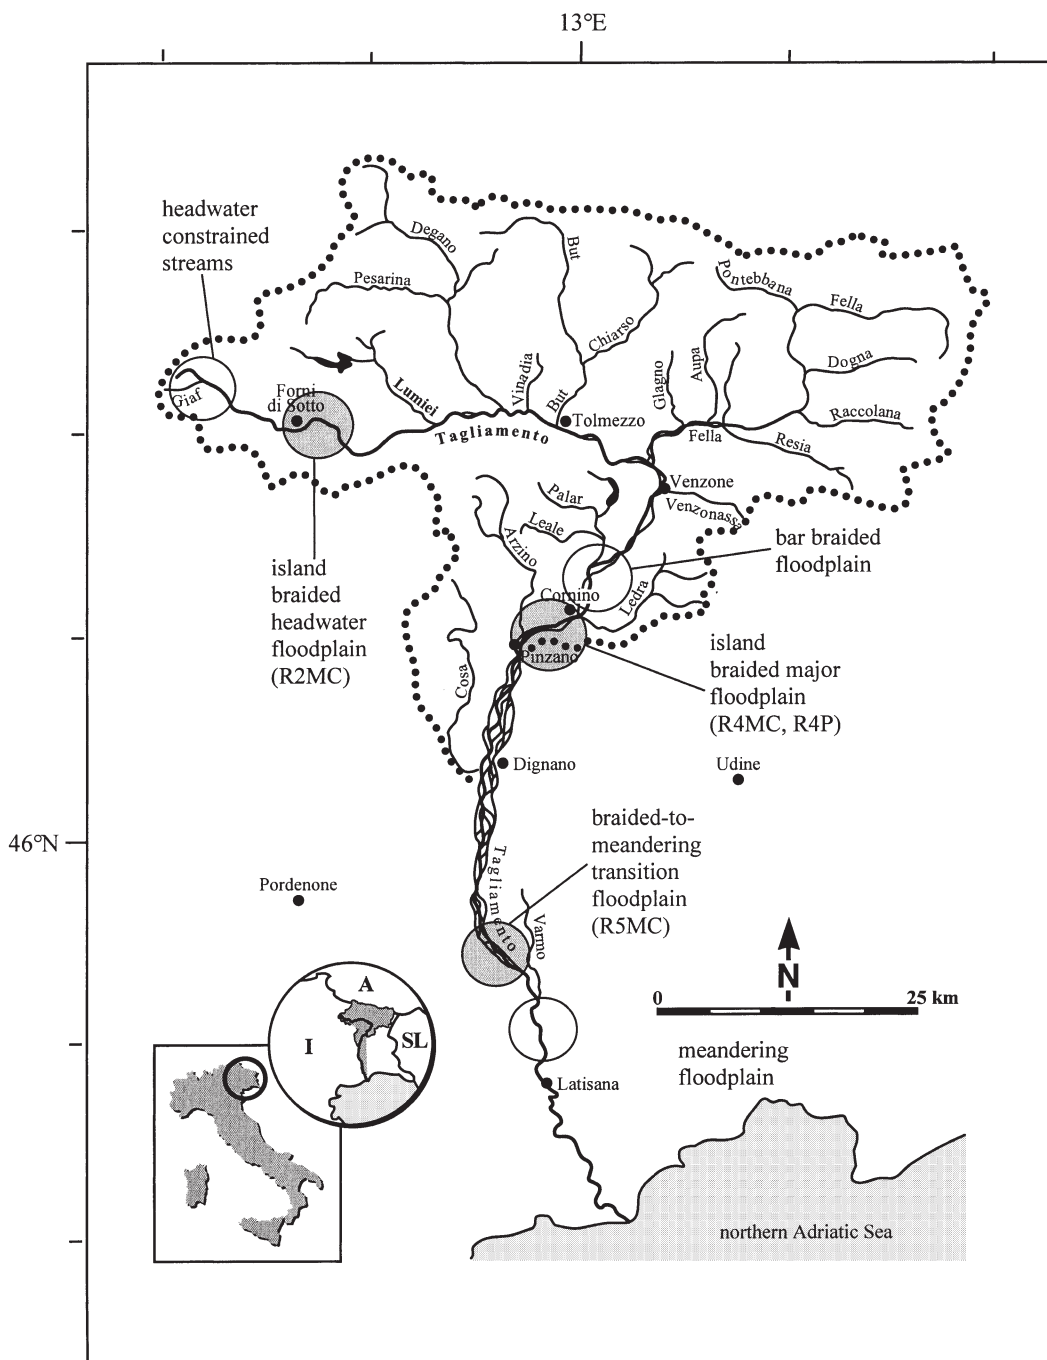 13°E
headwater
constrained
streams
Degano
But
Pontebbana
Pesarina
Fella
Chiarso
Dogna
Vinadia
Glagno
Aupa
Giaf
Forni
di Sotto
Lumiei
But
Raccolana
Tolmezzo
Tagliamento
Fella
Resia
Venzone
Palar
Venzonassa
Leale
Arzino
bar braided
floodplain
island
braided
headwater
floodplain
(R2MC)
Cornino
Ledra
Pinzano
island
braided major
floodplain
(R4MC, R4P)
Cosa
Dignano
Udine
46°N
braided-to-
meandering
transition
floodplain
(R5MC)
Tagliamento
Pordenone
Varmo
N
0 25 km
A
I
SL
meandering
floodplain
Latisana
northern Adriatic Sea